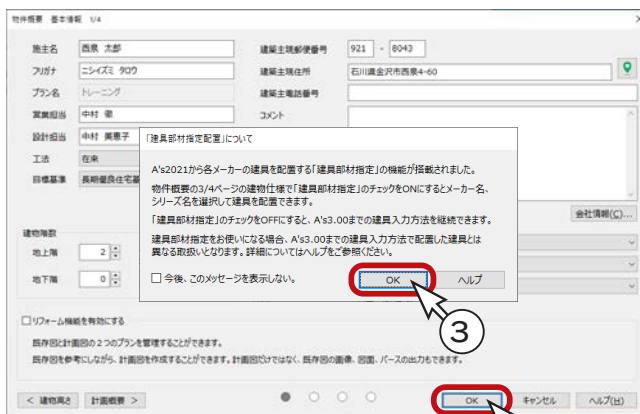 物件概要 基本情報 1/4
施主名 西泉 太郎
建築主現郵便番号 921 - 8043
フリガナ ニシイズミ タロウ
建築主現住所 石川県金沢市西泉4-60
プラン名 トレーニング
建築主電話番号
営業担当 中村 徹
コメント
設計担当 中村 美恵子
工法 在来
目標基準 長期優良住宅基
「建具部材指定配置」について
A's2021から各メーカーの建具を配置する「建具部材指定」の機能が搭載されました。
物件概要の3/4ページの建物仕様で「建具部材指定」のチェックをONにするとメーカー名、
シリーズ名を選択して建具を配置できます。
「建具部材指定」のチェックをOFFにすると、A's3.00までの建具入力方法を継続できます。
建具部材指定をお使いになる場合、A's3.00までの建具入力方法で配置した建具とは
異なる取扱いとなります。詳細についてはヘルプをご参照ください。
今後、このメッセージを表示しない。
OK ヘルプ
3
会社情報(C)...
建物階数
地上階 2
地下階 0
リフォーム機能を有効にする
既存図と計画図の2つのプランを管理することができます。
既存図を参考にしながら、計画図を作成することができます。計画図だけではなく、既存図の画像、図面、パースの出力もできます。
< 建物高さ 計画概要 > OK キャンセル ヘルプ(H)